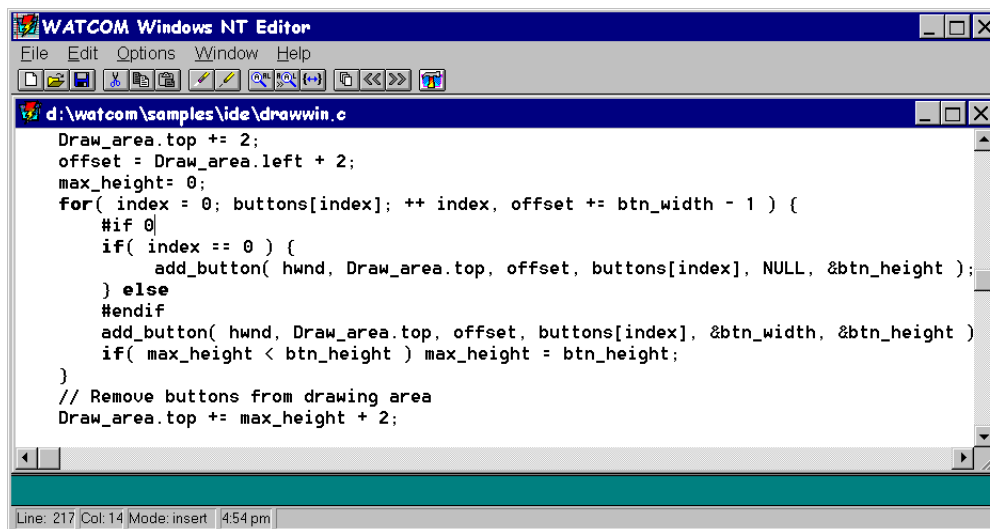 WATCOM Windows NT Editor
File Edit Options Window Help
d:\watcom\samples\ide\drawwin.c
Draw_area.top += 2;
offset = Draw_area.left + 2;
max_height= 0;
for( index = 0; buttons[index]; ++ index, offset += btn_width - 1 ) {
#if 0
if( index == 0 ) {
add_button( hwnd, Draw_area.top, offset, buttons[index], NULL, &btn_height );
} else
#endif
add_button( hwnd, Draw_area.top, offset, buttons[index], &btn_width, &btn_height )
if( max_height < btn_height ) max_height = btn_height;
}
// Remove buttons from drawing area
Draw_area.top += max_height + 2;
Line: 217 Col: 14 Mode: insert 4:54 pm